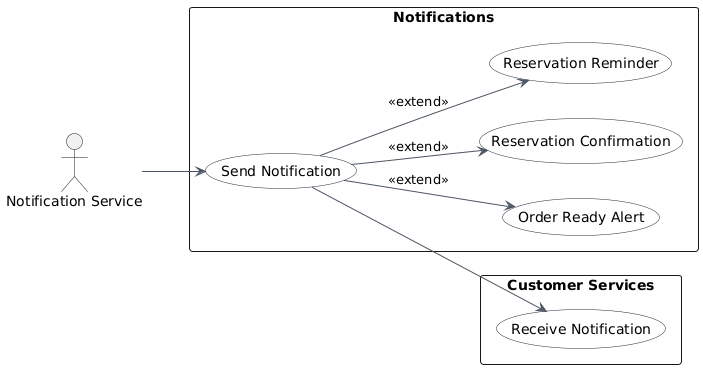 Notifications
Reservation Reminder
«extend»
Reservation Confirmation
«extend»
Send Notification
«extend»
Notification Service
Order Ready Alert
Customer Services
Receive Notification